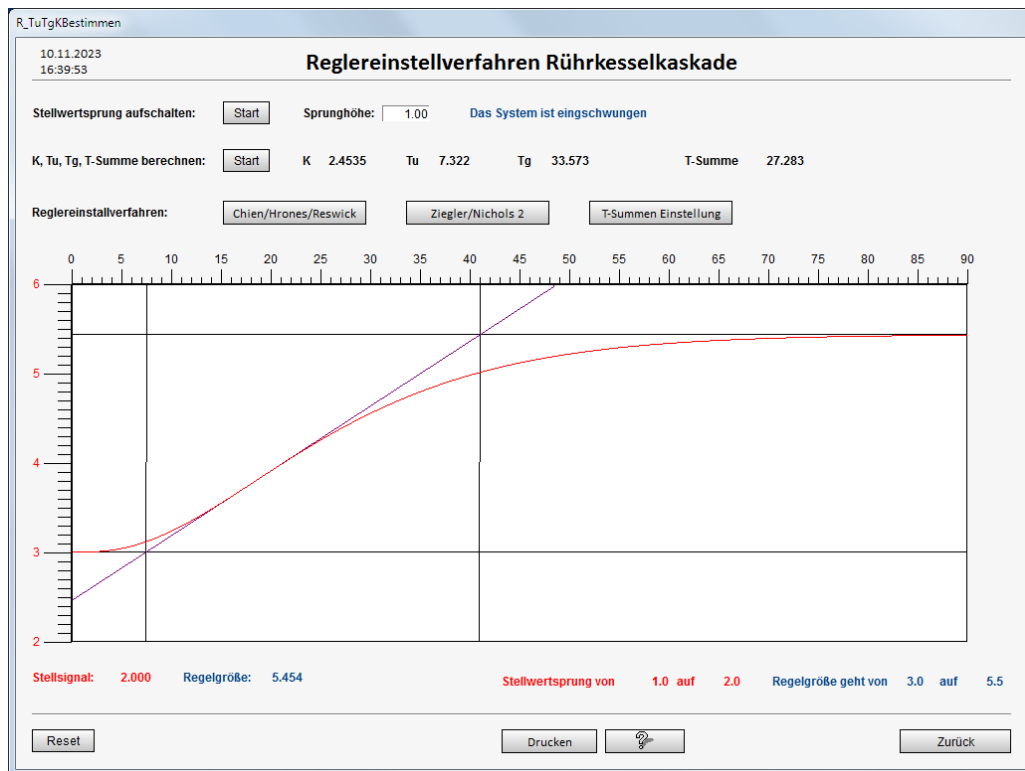 R_TuTgKBestimmen
10.11.2023
16:39:53
Reglereinstellverfahren Rührkesselkaskade
Stellwertsprung aufschalten: Start Sprunghöhe: 1.00 Das System ist eingschwungen
K, Tu, Tg, T-Summe berechnen: Start K 2.4535 Tu 7.322 Tg 33.573 T-Summe 27.283
Reglereinstallverfahren: Chien/Hrones/Reswick Ziegler/Nichols 2 T-Summen Einstellung
0 5 10 15 20 25 30 35 40 45 50 55 60 65 70 75 80 85 90
6
5
4
3
2
Stellsignal: 2.000 Regelgröße: 5.454
Stellwertsprung von 1.0 auf 2.0 Regelgröße geht von 3.0 auf 5.5
Reset Drucken Zurück